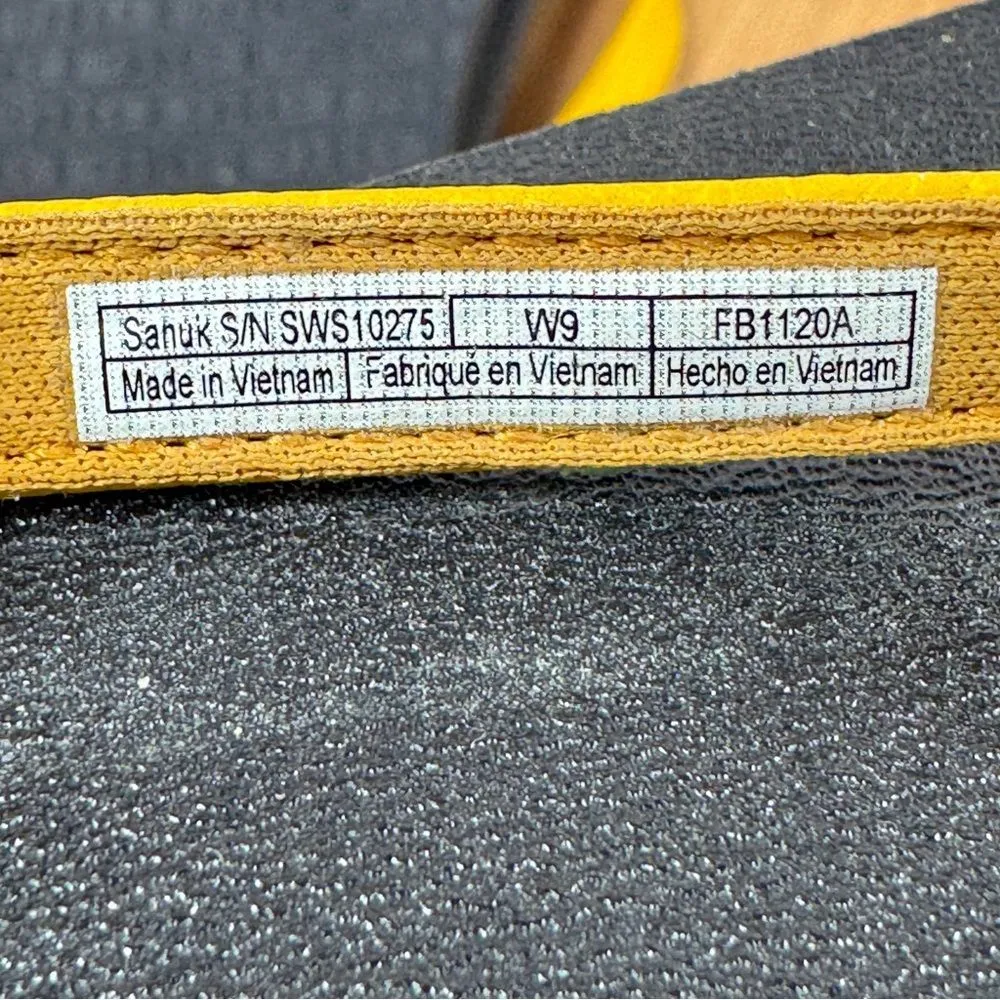 Sanuk S/N SWS10275 W9 FB1120A
Made in Vietnam Fabriqué en Vietnam Hecho en Vietnam